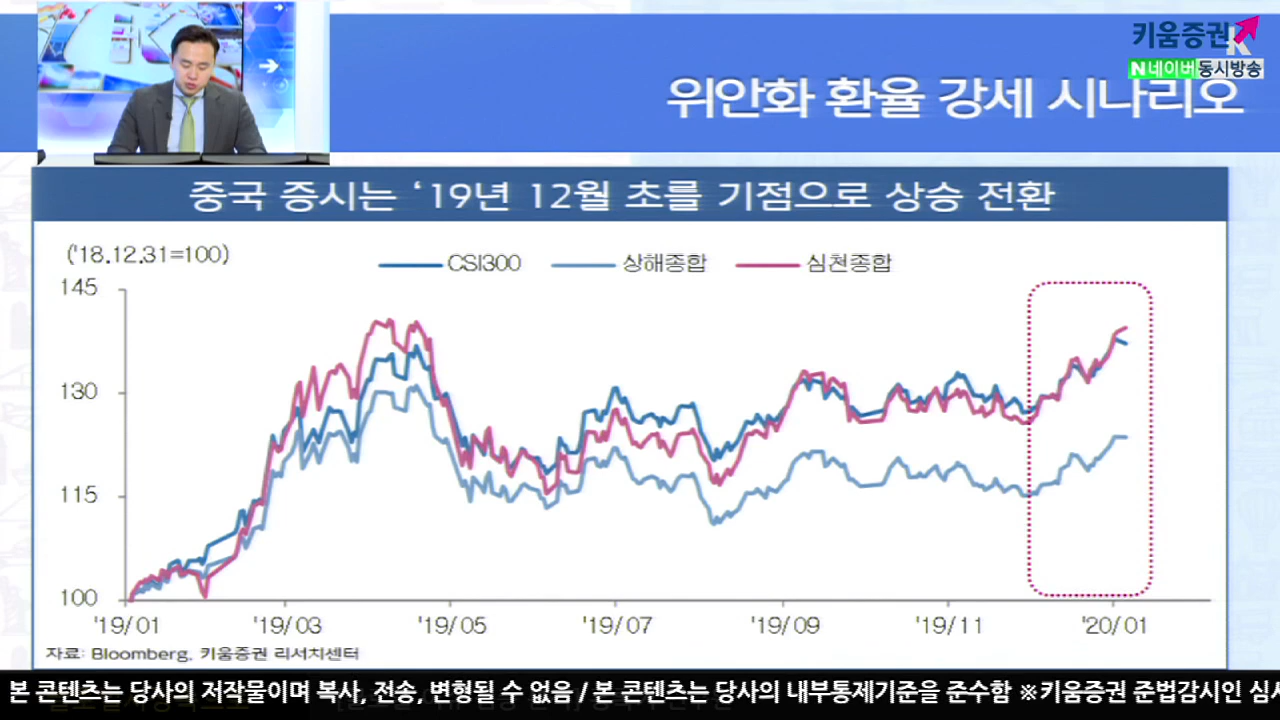 키움증권
K
N 네이버 동시방송
위안화 환율 강세 시나리오
중국 증시는 ‘19년 12월 초를 기점으로 상승 전환
('18.12.31=100)
CSI300 상해종합 심천종합
145
130
115
100
'19/01 '19/03 '19/05 '19/07 '19/09 '19/11 '20/01
자료: Bloomberg, 키움증권 리서치센터
본 콘텐츠는 당사의 저작물이며 복사, 전송, 변형될 수 없음 / 본 콘텐츠는 당사의 내부통제기준을 준수함 ※키움증권 준법감시인 심사